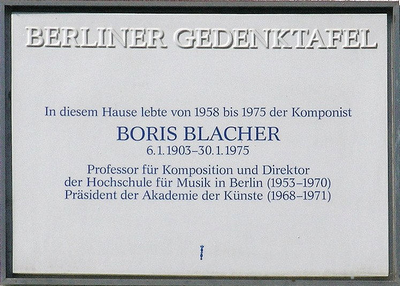 BERLINER GEDENKTAFEL
In diesem Hause lebte von 1958 bis 1975 der Komponist
BORIS BLACHER
6.1.1903–30.1.1975
Professor für Komposition und Direktor
der Hochschule für Musik in Berlin (1953–1970)
Präsident der Akademie der Künste (1968–1971)